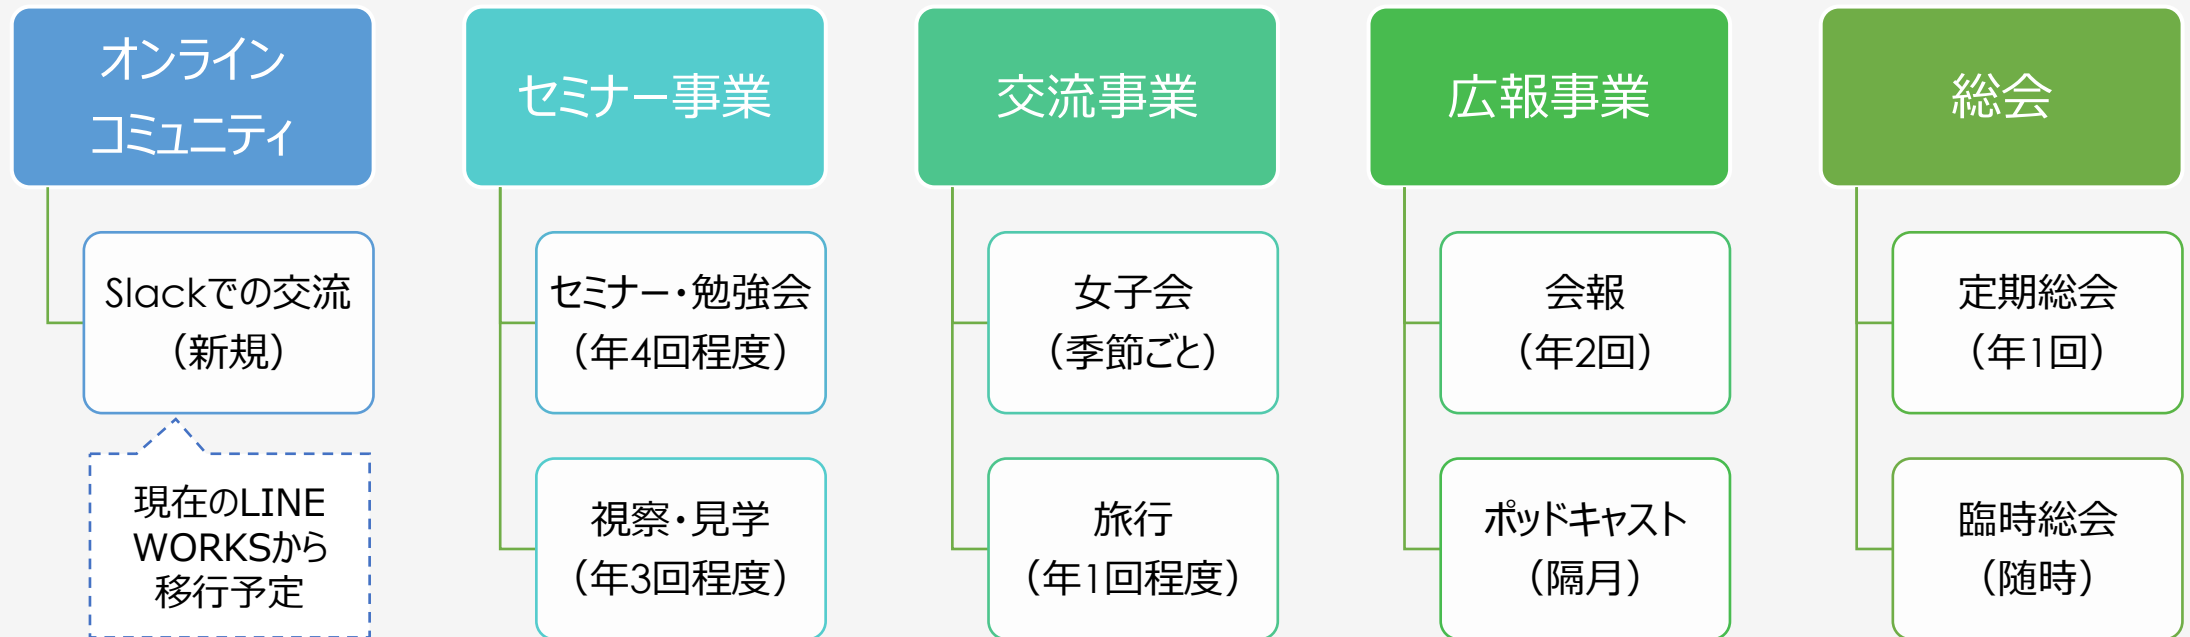 オンライン
コミュニティ
Slackでの交流
（新規）
現在のLINE
WORKSから
移行予定
セミナー事業
セミナー・勉強会
（年4回程度）
視察・見学
（年3回程度）
交流事業
女子会
（季節ごと）
旅行
（年1回程度）
広報事業
会報
（年2回）
ポッドキャスト
（隔月）
総会
定期総会
（年1回）
臨時総会
（随時）